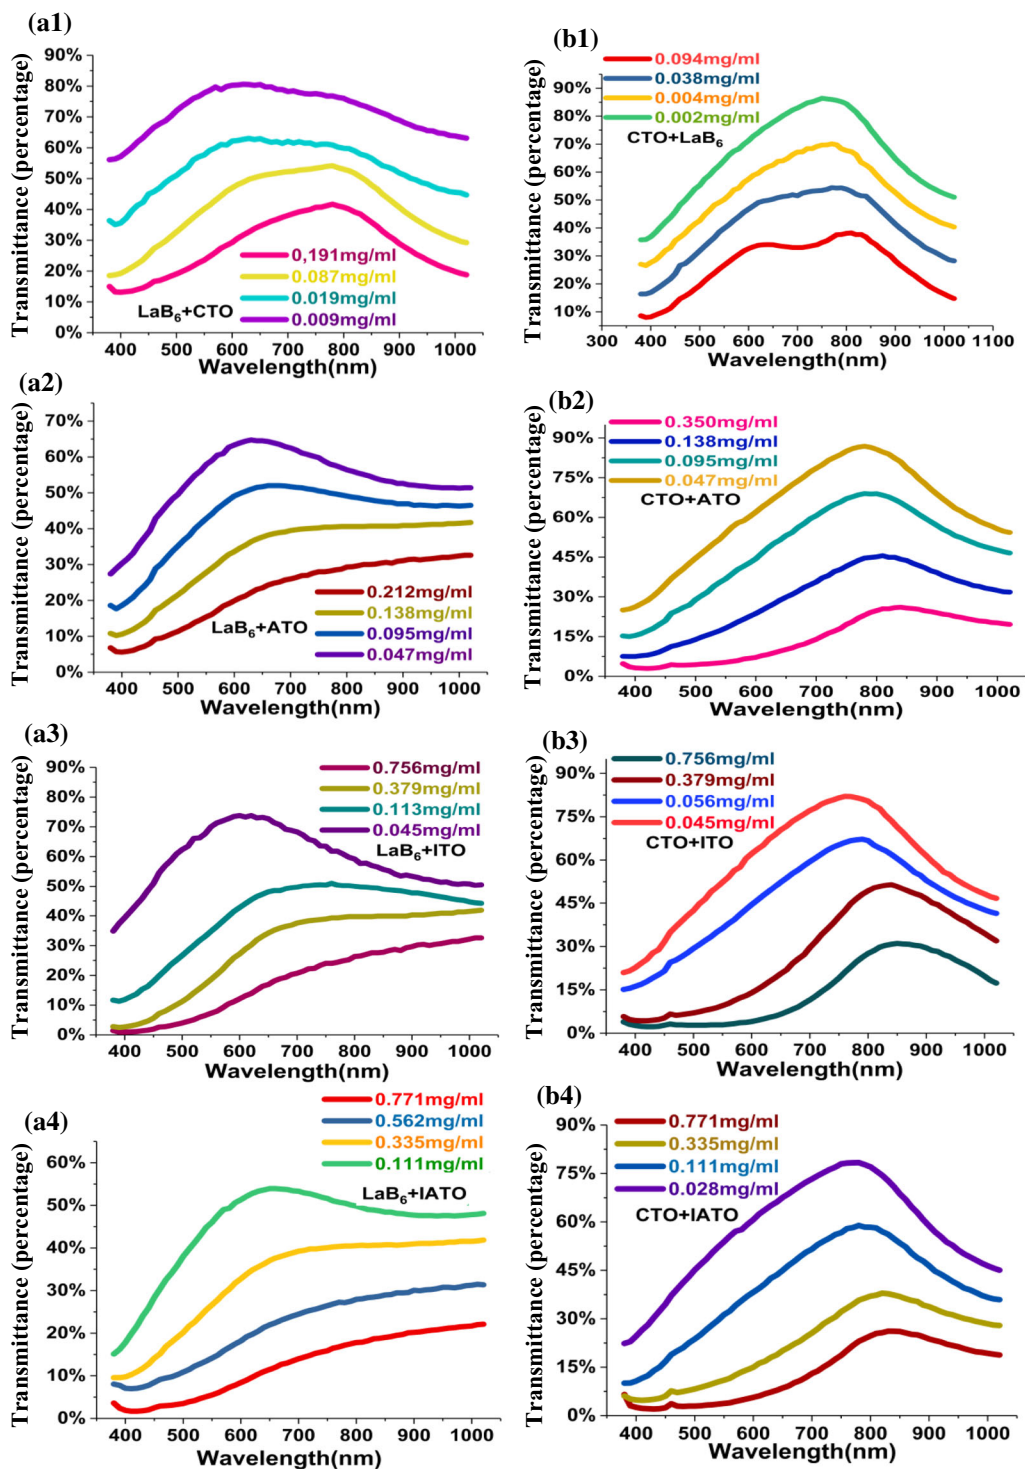 (a1)
Transmittance (percentage)
90%
80%
70%
60%
50%
40%
30%
20%
10%
0%
0,191mg/ml
0.087mg/ml
0.019mg/ml
0.009mg/ml
LaB₆+CTO
400 500 600 700 800 900 1000
Wavelength(nm)
(b1)
Transmittance (percentage)
90%
80%
70%
60%
50%
40%
30%
20%
10%
0.094mg/ml
0.038mg/ml
0.004mg/ml
0.002mg/ml
CTO+LaB₆
300 400 500 600 700 800 900 1000 1100
Wavelength(nm)
(a2)
Transmittance (percentage)
70%
60%
50%
40%
30%
20%
10%
0%
0.212mg/ml
0.138mg/ml
0.095mg/ml
0.047mg/ml
LaB₆+ATO
400 500 600 700 800 900 1000
Wavelength(nm)
(b2)
Transmittance (percentage)
90%
75%
60%
45%
30%
15%
0%
0.350mg/ml
0.138mg/ml
0.095mg/ml
0.047mg/ml
CTO+ATO
400 500 600 700 800 900 1000
Wavelength(nm)
(a3)
Transmittance (percentage)
90%
80%
70%
60%
50%
40%
30%
20%
10%
0%
0.756mg/ml
0.379mg/ml
0.113mg/ml
0.045mg/ml
LaB₆+ITO
400 500 600 700 800 900 1000
Wavelength(nm)
(b3)
Transmittance (percentage)
90%
75%
60%
45%
30%
15%
0%
0.756mg/ml
0.379mg/ml
0.056mg/ml
0.045mg/ml
CTO+ITO
400 500 600 700 800 900 1000
Wavelength(nm)
(a4)
Transmittance (percentage)
60%
50%
40%
30%
20%
10%
0%
0.771mg/ml
0.562mg/ml
0.335mg/ml
0.111mg/ml
LaB₆+IATO
400 500 600 700 800 900 1000
Wavelength(nm)
(b4)
Transmittance (percentage)
90%
75%
60%
45%
30%
15%
0%
0.771mg/ml
0.335mg/ml
0.111mg/ml
0.028mg/ml
CTO+IATO
400 500 600 700 800 900 1000
Wavelength(nm)